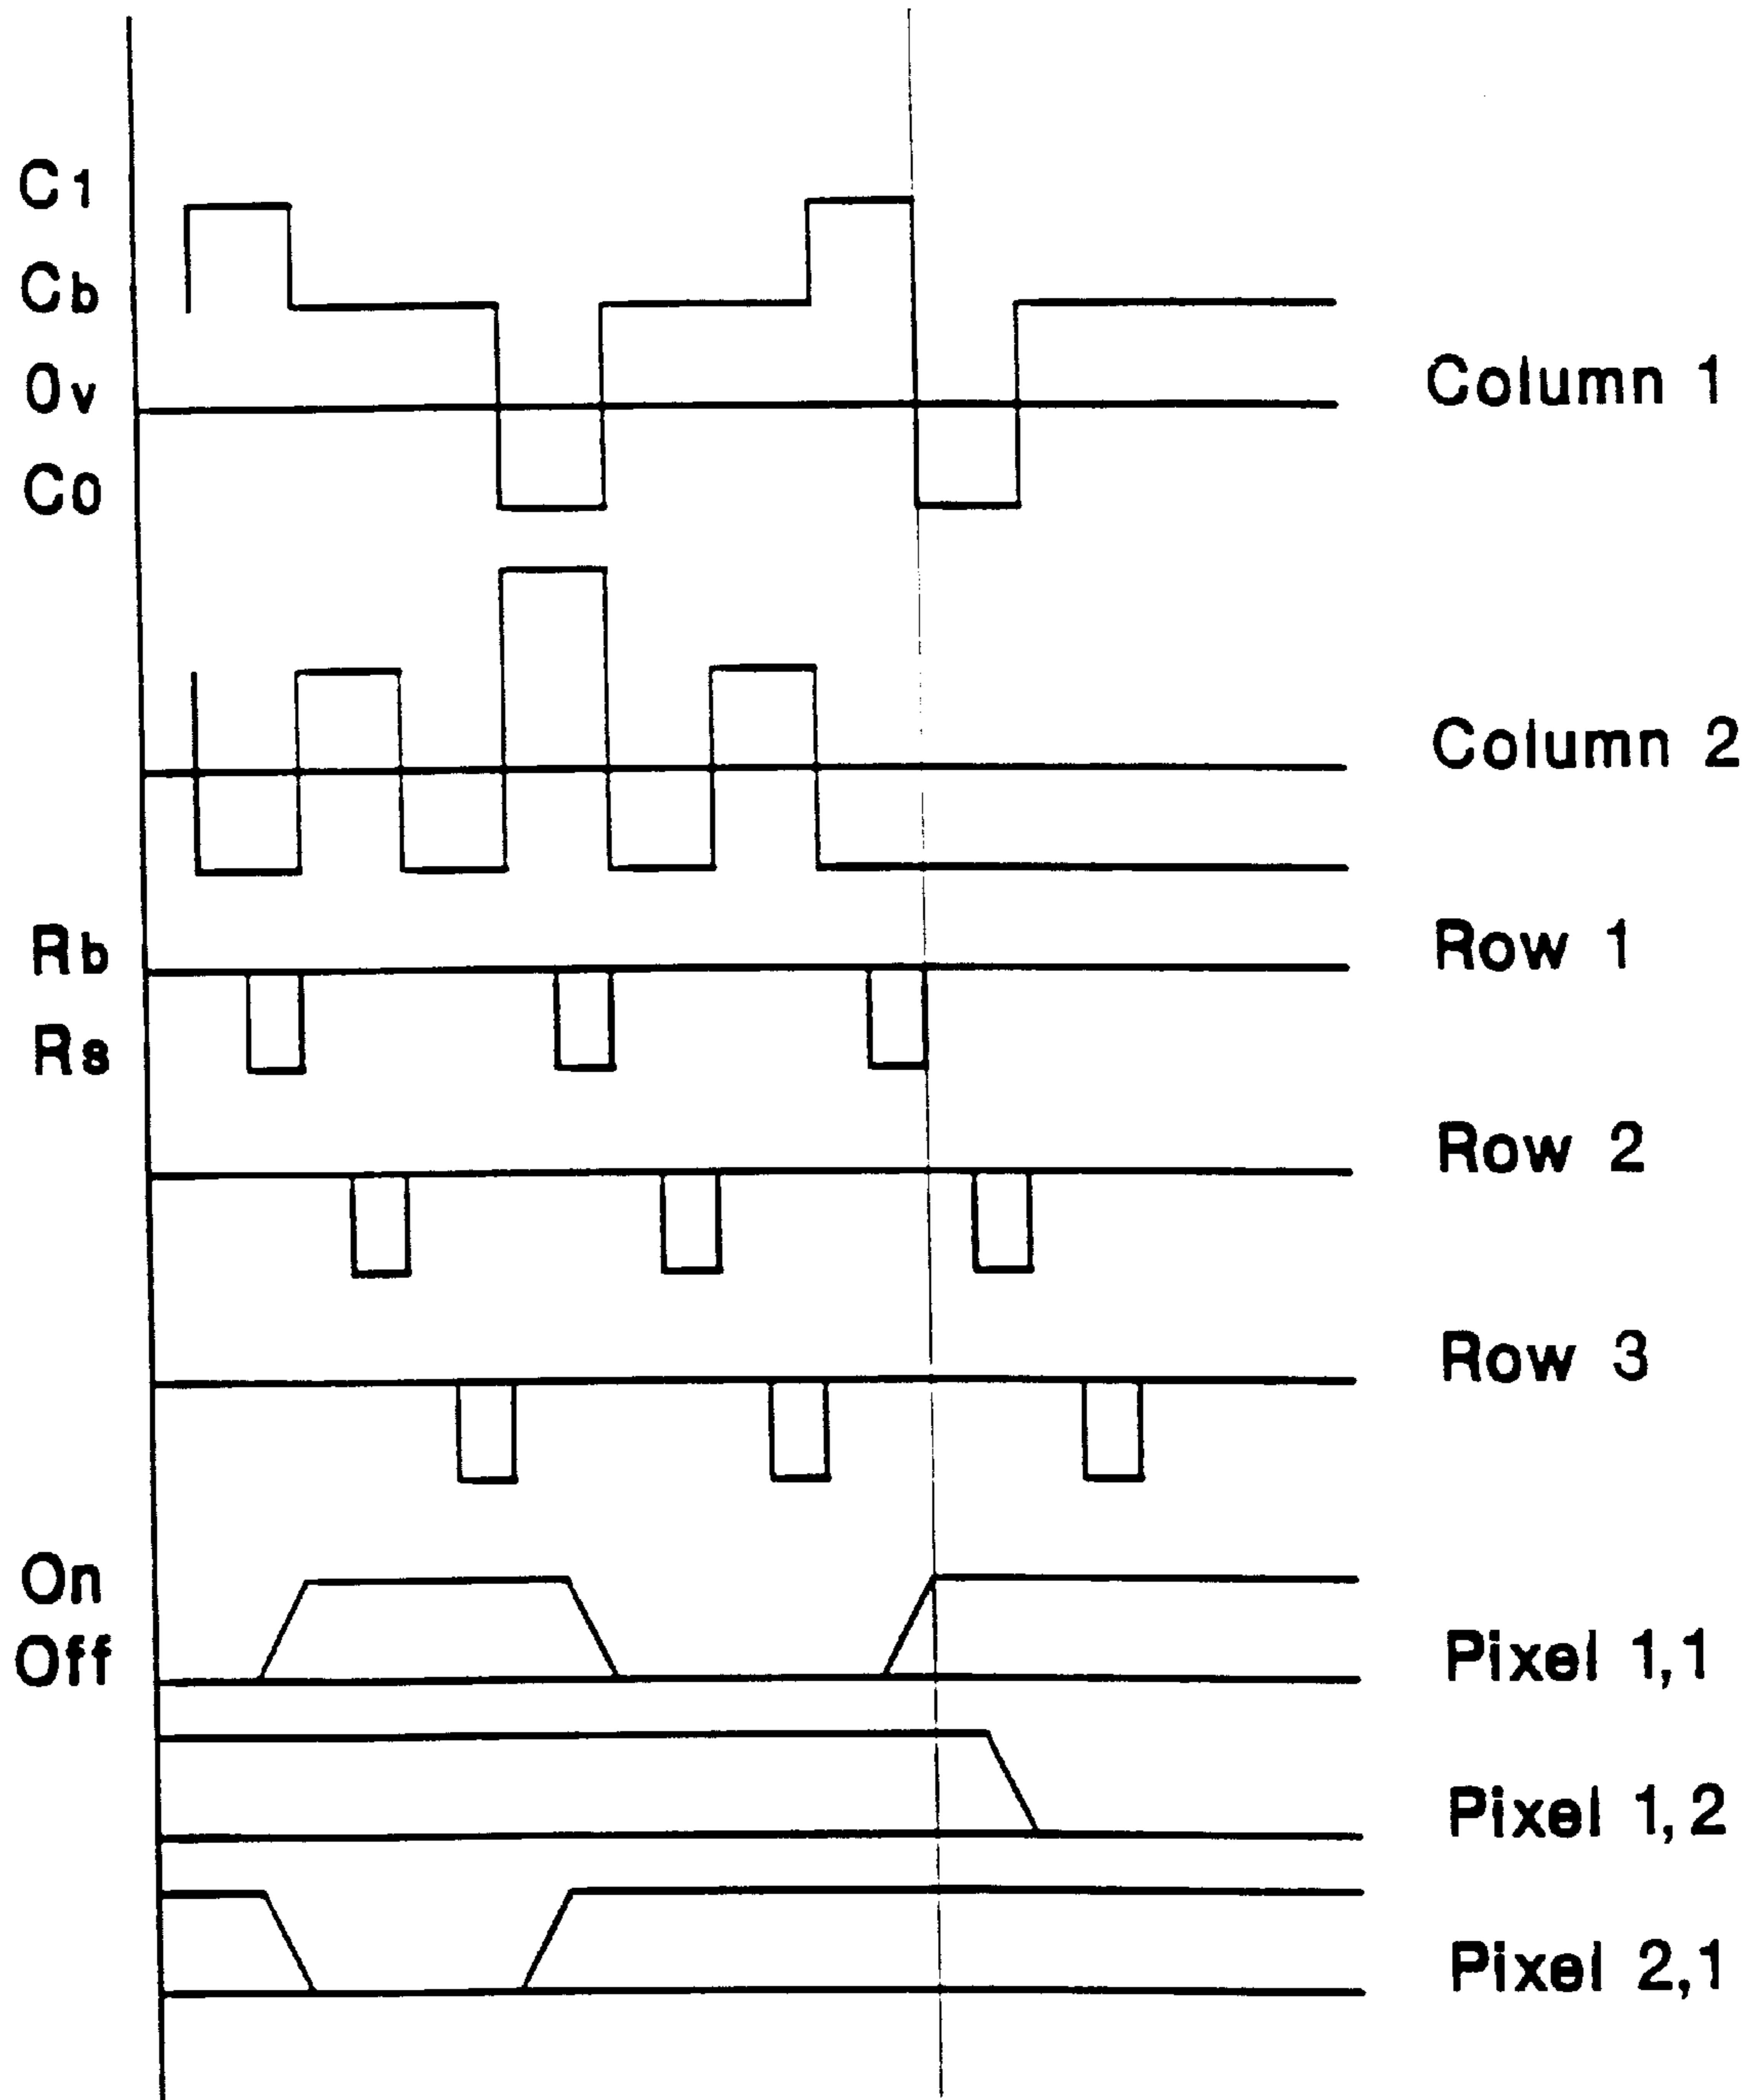 C1
Cb
0v
C0
Column 1
Column 2
Rb
Row 1
Rs
Row 2
Row 3
On
Off
Pixel 1,1
Pixel 1,2
Pixel 2,1